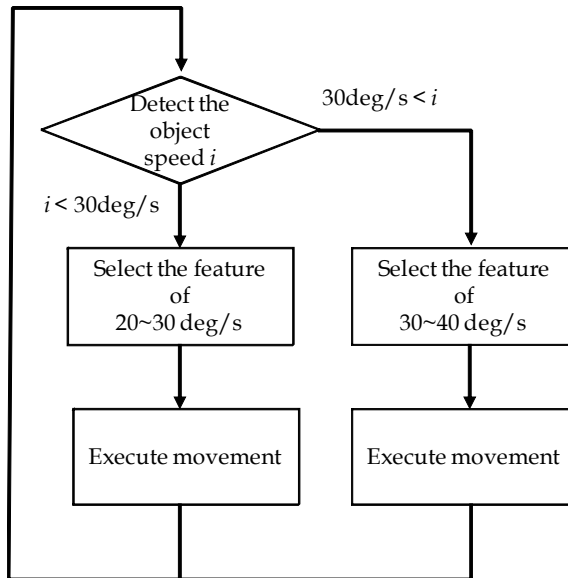 Detect the
object
speed i
30deg/s < i
i < 30deg/s
Select the feature
of
20~30 deg/s
Select the feature
of
30~40 deg/s
Execute movement
Execute movement